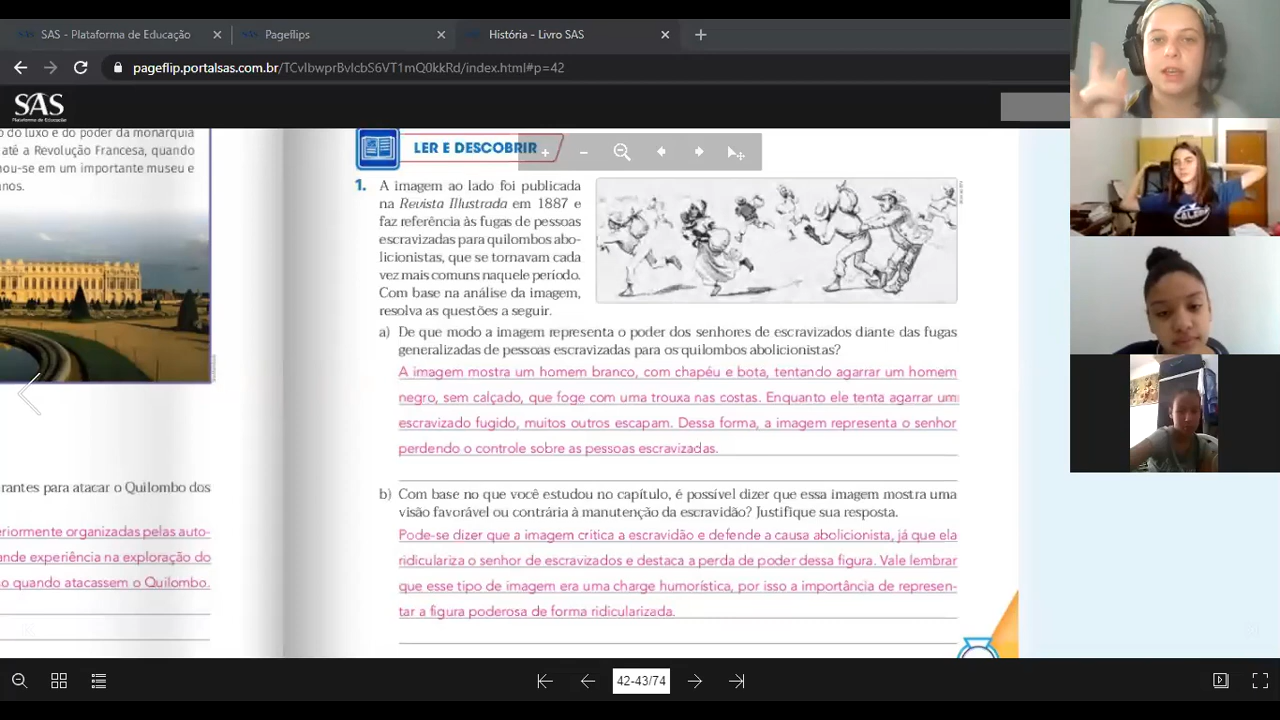 SAS - Plataforma de Educação
Pageflips
História - Livro SAS
pageflip.portalsas.com.br/TCvIbwprBvIcbS6VT1mQ0kkRd/index.html#p=42
SAS
Plataforma de Educação
o do luxo e do poder da monarquia
até a Revolução Francesa, quando
nou-se em um importante museu e
anos.
rantes para atacar o Quilombo dos
eriormente organizadas pelas auto-
ande experiência na exploração do
o quando atacassem o Quilombo.
LER E DESCOBRIR
1. A imagem ao lado foi publicada
na Revista Illustrada em 1887 e
faz referência às fugas de pessoas
escravizadas para quilombos abo-
licionistas, que se tornavam cada
vez mais comuns naquele período.
Com base na análise da imagem,
resolva as questões a seguir.
a) De que modo a imagem representa o poder dos senhores de escravizados diante das fugas
generalizadas de pessoas escravizadas para os quilombos abolicionistas?
A imagem mostra um homem branco, com chapéu e bota, tentando agarrar um homem
negro, sem calçado, que foge com uma trouxa nas costas. Enquanto ele tenta agarrar um
escravizado fugido, muitos outros escapam. Dessa forma, a imagem representa o senhor
perdendo o controle sobre as pessoas escravizadas.
b) Com base no que você estudou no capítulo, é possível dizer que essa imagem mostra uma
visão favorável ou contrária à manutenção da escravidão? Justifique sua resposta.
Pode-se dizer que a imagem critica a escravidão e defende a causa abolicionista, já que ela
ridiculariza o senhor de escravizados e destaca a perda de poder dessa figura. Vale lembrar
que esse tipo de imagem era uma charge humorística, por isso a importância de represen-
tar a figura poderosa de forma ridicularizada.
42-43/74